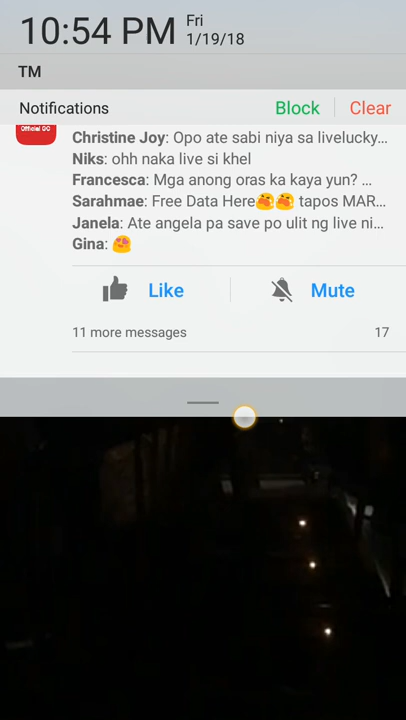 10:54 PM Fri
1/19/18
TM
Notifications Block Clear
Official GC
Christine Joy: Opo ate sabi niya sa livelucky...
Niks: ohh naka live si khel
Francesca: Mga anong oras ka kaya yun? ...
Sarahmae: Free Data Here🥰🥰 tapos MAR...
Janela: Ate angela pa save po ulit ng live ni...
Gina: 😍
Like Mute
11 more messages 17